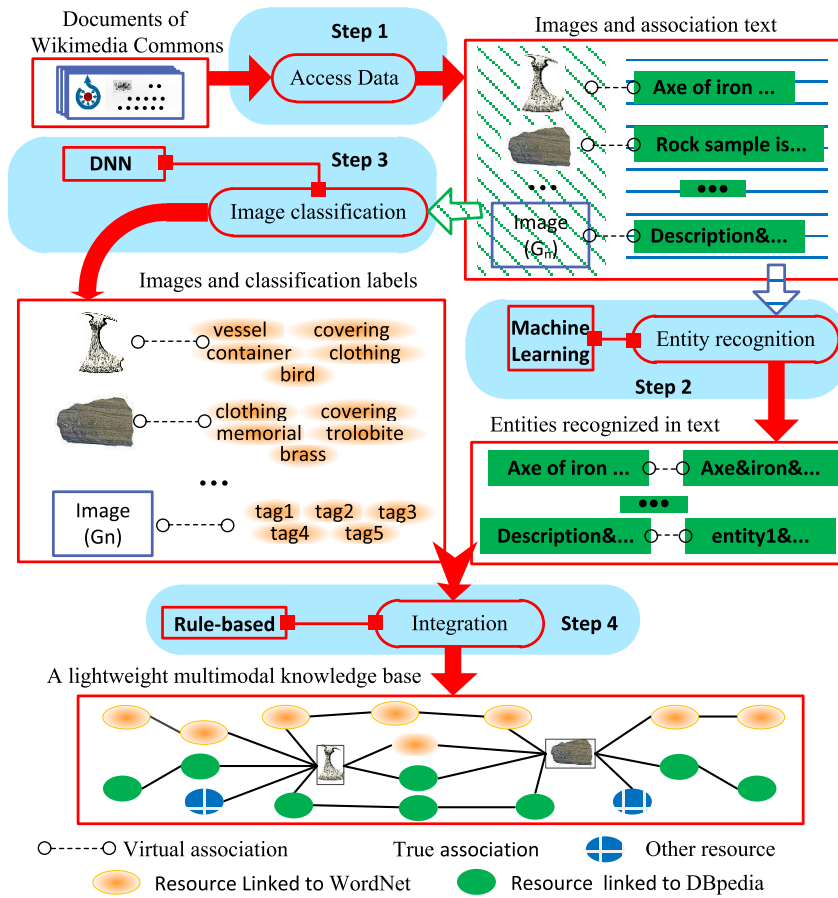 Documents of
Wikimedia Commons
Step 1
Access Data
Images and association text
Axe of iron ...
Rock sample is...
•••
Image
(Gn)
Description&...
DNN
Step 3
Image classification
Images and classification labels
Machine
Learning
Entity recognition
Step 2
vessel covering
container clothing
bird
clothing covering
memorial trolobite
brass
•••
Image
(Gn)
tag1 tag2 tag3
tag4 tag5
Entities recognized in text
Axe of iron ... Axe&iron&...
•••
Description&... entity1&...
Rule-based
Integration
Step 4
A lightweight multimodal knowledge base
Virtual association True association Other resource
Resource Linked to WordNet Resource linked to DBpedia